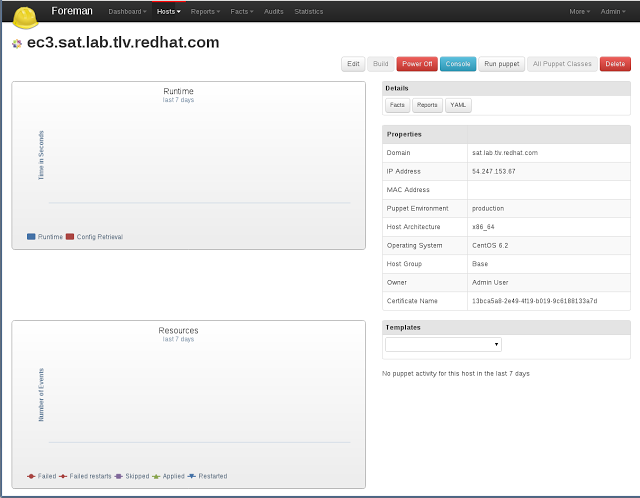 Foreman Dashboard Hosts Reports Facts Audits Statistics More Admin
ec3.sat.lab.tlv.redhat.com
Edit Build Power Off Console Run puppet All Puppet Classes Delete
Runtime
last 7 days
Time in Seconds
Runtime Config Retrieval
Details
Facts Reports YAML
Properties
Domain sat.lab.tlv.redhat.com
IP Address 54.247.153.67
MAC Address
Puppet Environment production
Host Architecture x86_64
Operating System CentOS 6.2
Host Group Base
Owner Admin User
Certificate Name 13bca5a8-2e49-4f19-b019-9c6188133a7d
Resources
last 7 days
Number of Events
Failed Failed restarts Skipped Applied Restarted
Templates
No puppet activity for this host in the last 7 days